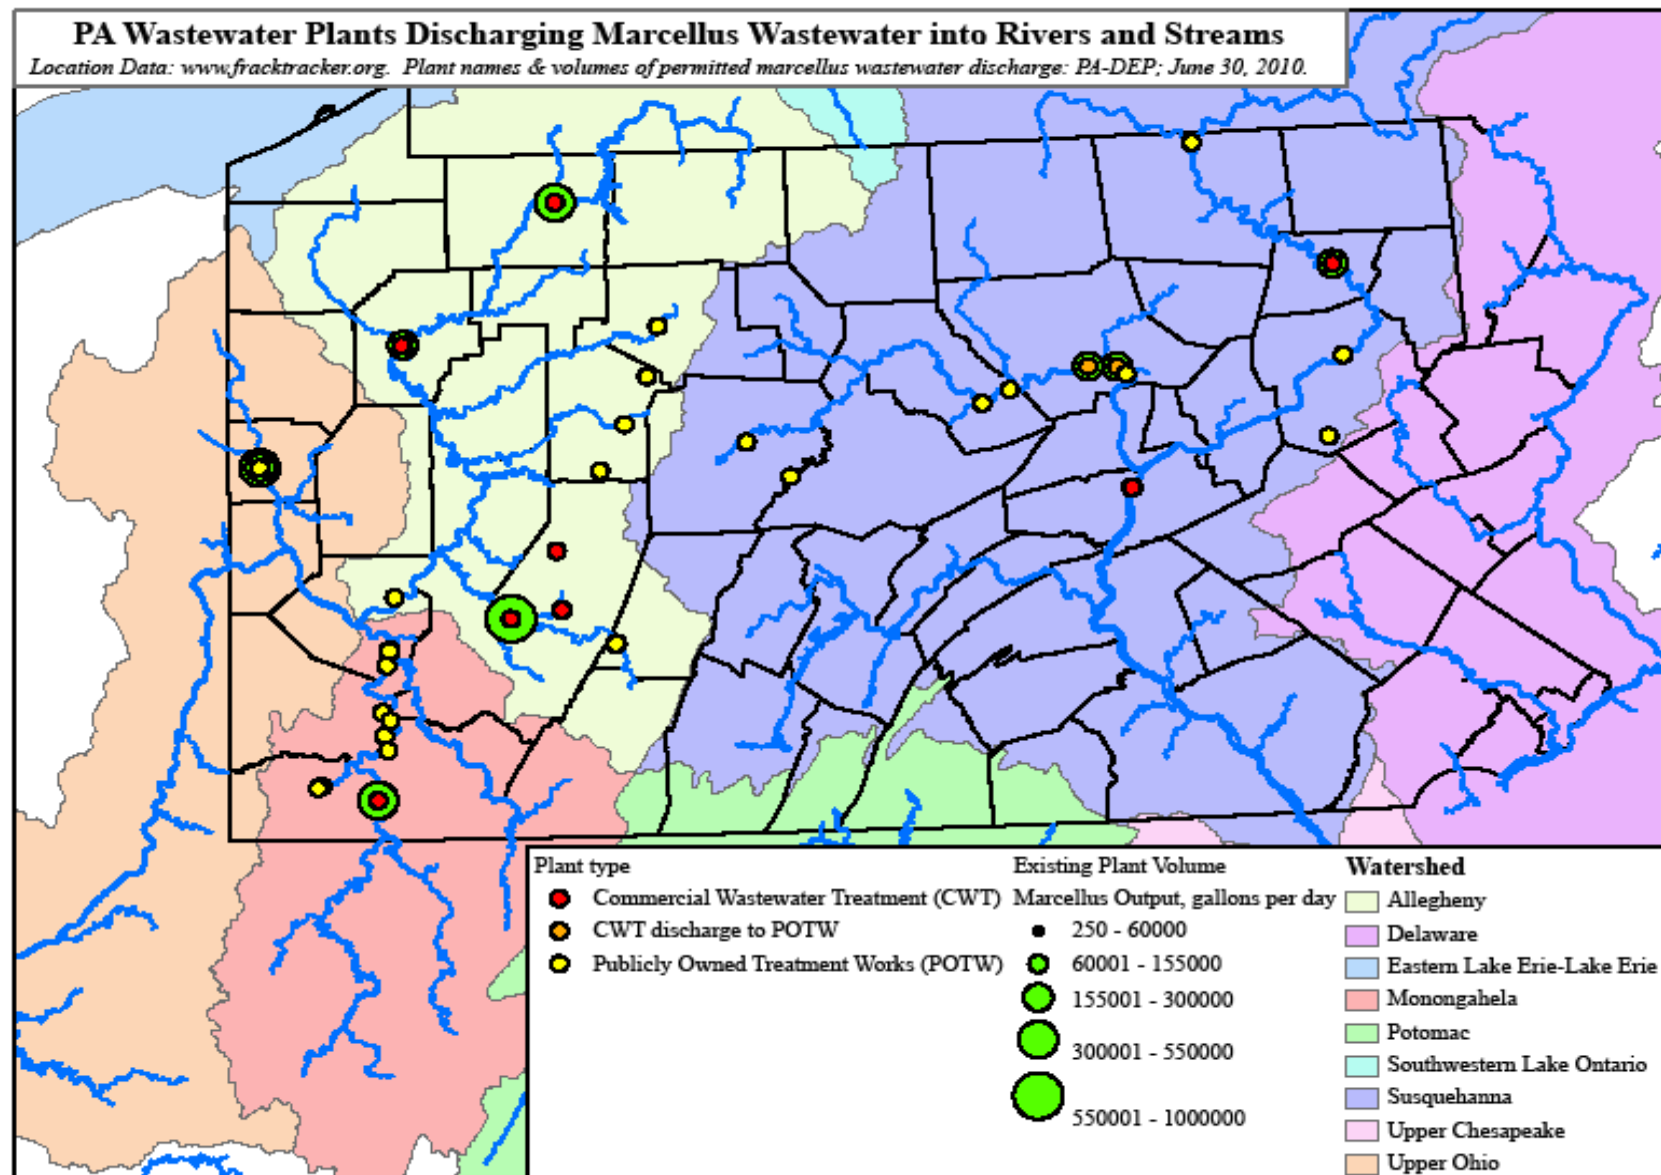 PA Wastewater Plants Discharging Marcellus Wastewater into Rivers and Streams
Location Data: www.fracktracker.org. Plant names & volumes of permitted marcellus wastewater discharge: PA-DEP; June 30, 2010.
Plant type
Commercial Wastewater Treatment (CWT)
CWT discharge to POTW
Publicly Owned Treatment Works (POTW)
Existing Plant Volume
Marcellus Output, gallons per day
250 - 60000
60001 - 155000
155001 - 300000
300001 - 550000
550001 - 1000000
Watershed
Allegheny
Delaware
Eastern Lake Erie-Lake Erie
Monongahela
Potomac
Southwestern Lake Ontario
Susquehanna
Upper Chesapeake
Upper Ohio